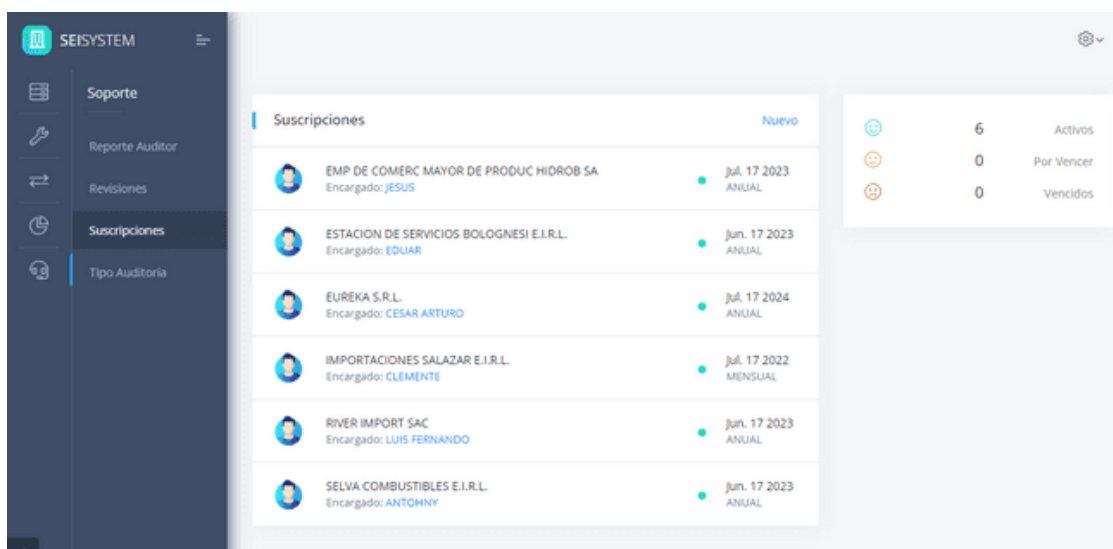 SEISYSTEM
Soporte
Reporte Auditor
Revisiones
Suscripciones
Tipo Auditoría
Suscripciones
Nuevo
EMP DE COMERC MAYOR DE PRODUC HIDROB SA
Encargado: JESUS
Jul. 17 2023
ANUAL
ESTACION DE SERVICIOS BOLOGNESI E.I.R.L.
Encargado: EDUAR
Jun. 17 2023
ANUAL
EUREKA S.R.L.
Encargado: CESAR ARTURO
Jul. 17 2024
ANUAL
IMPORTACIONES SALAZAR E.I.R.L.
Encargado: CLEMENTE
Jul. 17 2022
MENSUAL
RIVER IMPORT SAC
Encargado: LUIS FERNANDO
Jun. 17 2023
ANUAL
SELVA COMBUSTIBLES E.I.R.L.
Encargado: ANTOHNY
Jun. 17 2023
ANUAL
6 Activos
0 Por Vencer
0 Vencidos